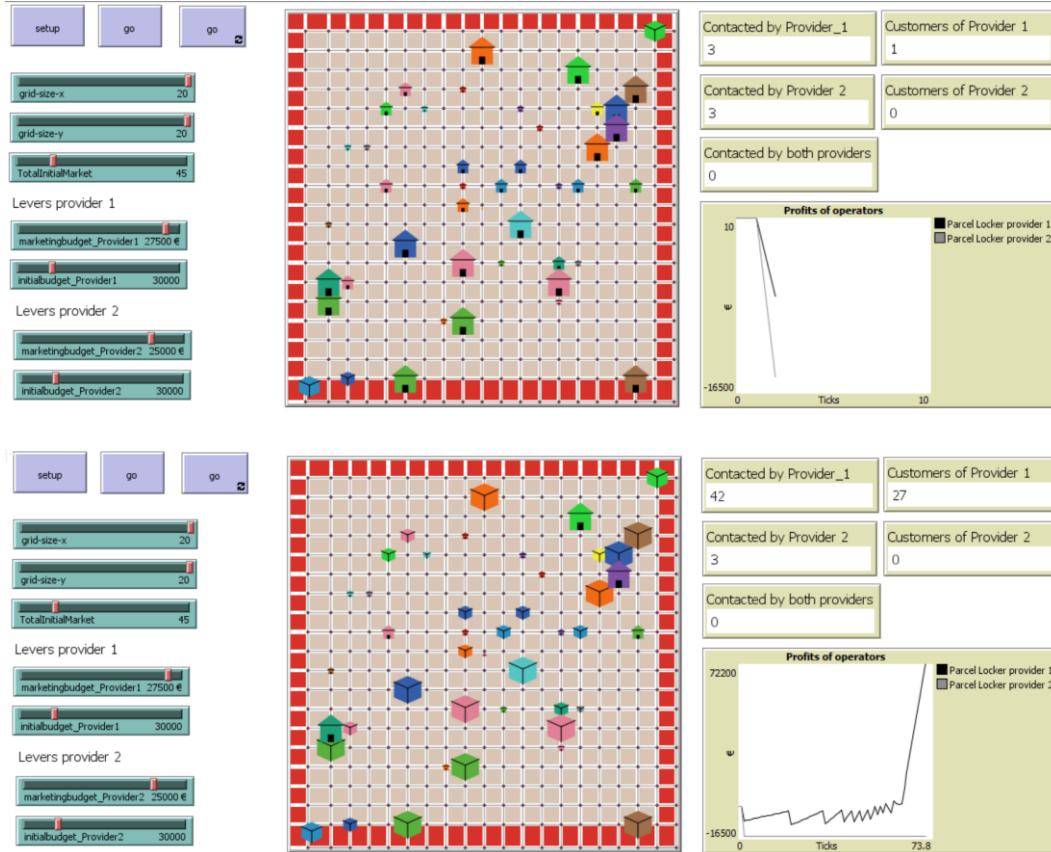 setup
go
go
grid-size-x 20
grid-size-y 20
TotalInitialMarket 45
Levers provider 1
marketingbudget_Provider1 27500 €
initialbudget_Provider1 30000
Levers provider 2
marketingbudget_Provider2 25000 €
initialbudget_Provider2 30000
Contacted by Provider_1
3
Customers of Provider 1
1
Contacted by Provider 2
3
Customers of Provider 2
0
Contacted by both providers
0
Profits of operators
10
€
-16500
0
Ticks
10
Parcel Locker provider 1
Parcel Locker provider 2
setup
go
go
grid-size-x 20
grid-size-y 20
TotalInitialMarket 45
Levers provider 1
marketingbudget_Provider1 27500 €
initialbudget_Provider1 30000
Levers provider 2
marketingbudget_Provider2 25000 €
initialbudget_Provider2 30000
Contacted by Provider_1
42
Customers of Provider 1
27
Contacted by Provider 2
3
Customers of Provider 2
0
Contacted by both providers
0
Profits of operators
72200
€
-16500
0
Ticks
73.8
Parcel Locker provider 1
Parcel Locker provider 2